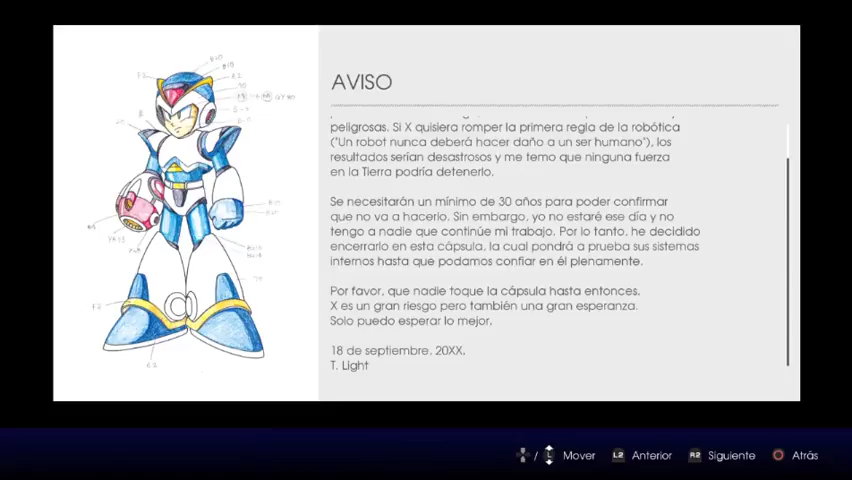 AVISO
peligrosas. Si X quisiera romper la primera regla de la robótica
("Un robot nunca deberá hacer daño a un ser humano"), los
resultados serían desastrosos y me temo que ninguna fuerza
en la Tierra podría detenerlo.
Se necesitarán un mínimo de 30 años para poder confirmar
que no va a hacerlo. Sin embargo, yo no estaré ese día y no
tengo a nadie que continúe mi trabajo. Por lo tanto, he decidido
encerrarlo en esta cápsula, la cual pondrá a prueba sus sistemas
internos hasta que podamos confiar en él plenamente.
Por favor, que nadie toque la cápsula hasta entonces.
X es un gran riesgo pero también una gran esperanza.
Solo puedo esperar lo mejor.
18 de septiembre, 20XX.
T. Light
/ L Mover L2 Anterior R2 Siguiente Atrás